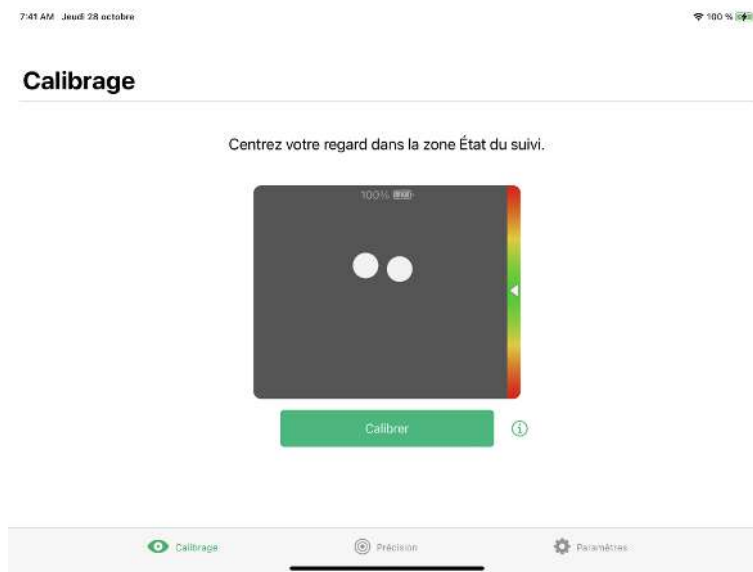 7:41 AM Jeudi 28 octobre
100 %
Calibrage
Centrez votre regard dans la zone État du suivi.
100%
Calibrer
Calibrage
Précision
Paramètres